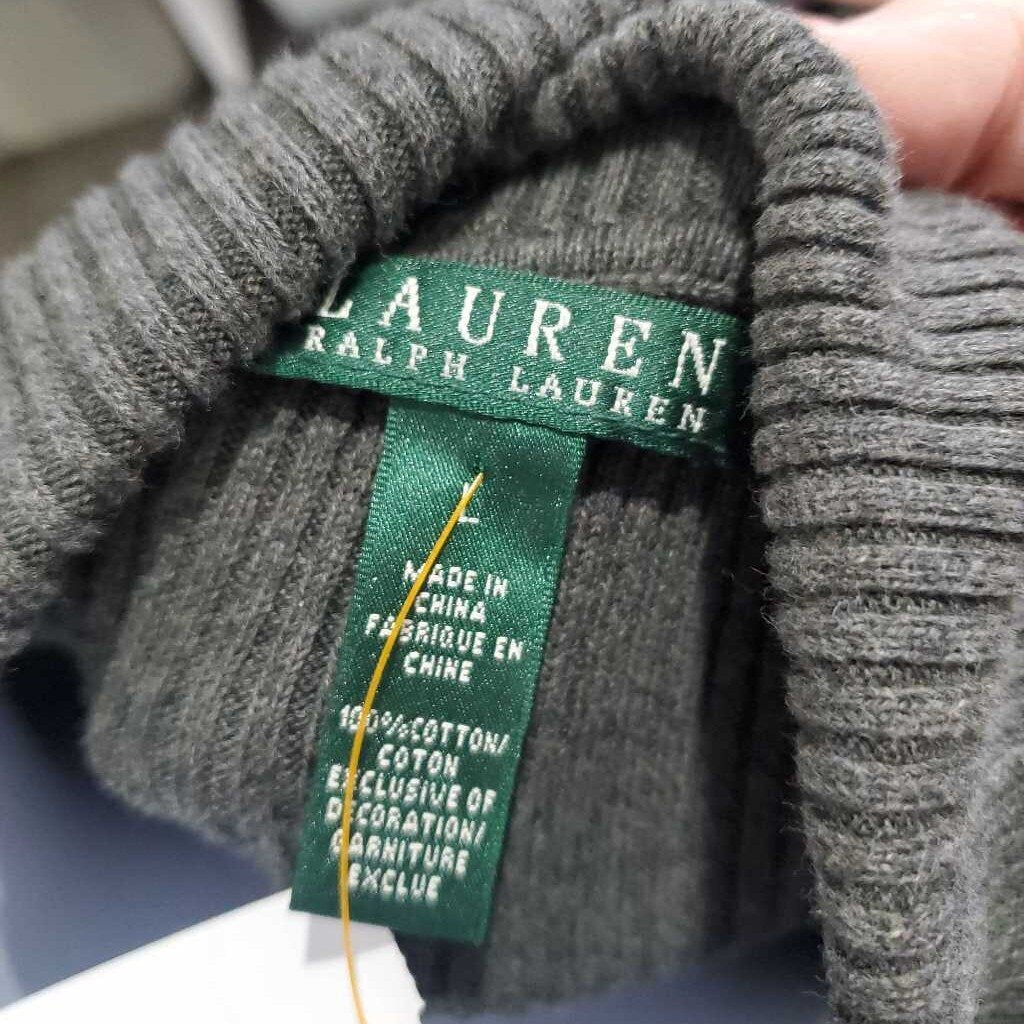 LAUREN
RALPH LAUREN
L
MADE IN
CHINA
FABRIQUE EN
CHINE
100%COTTON/
COTON
EXCLUSIVE OF
DECORATION/
GARNITURE
EXCLUE